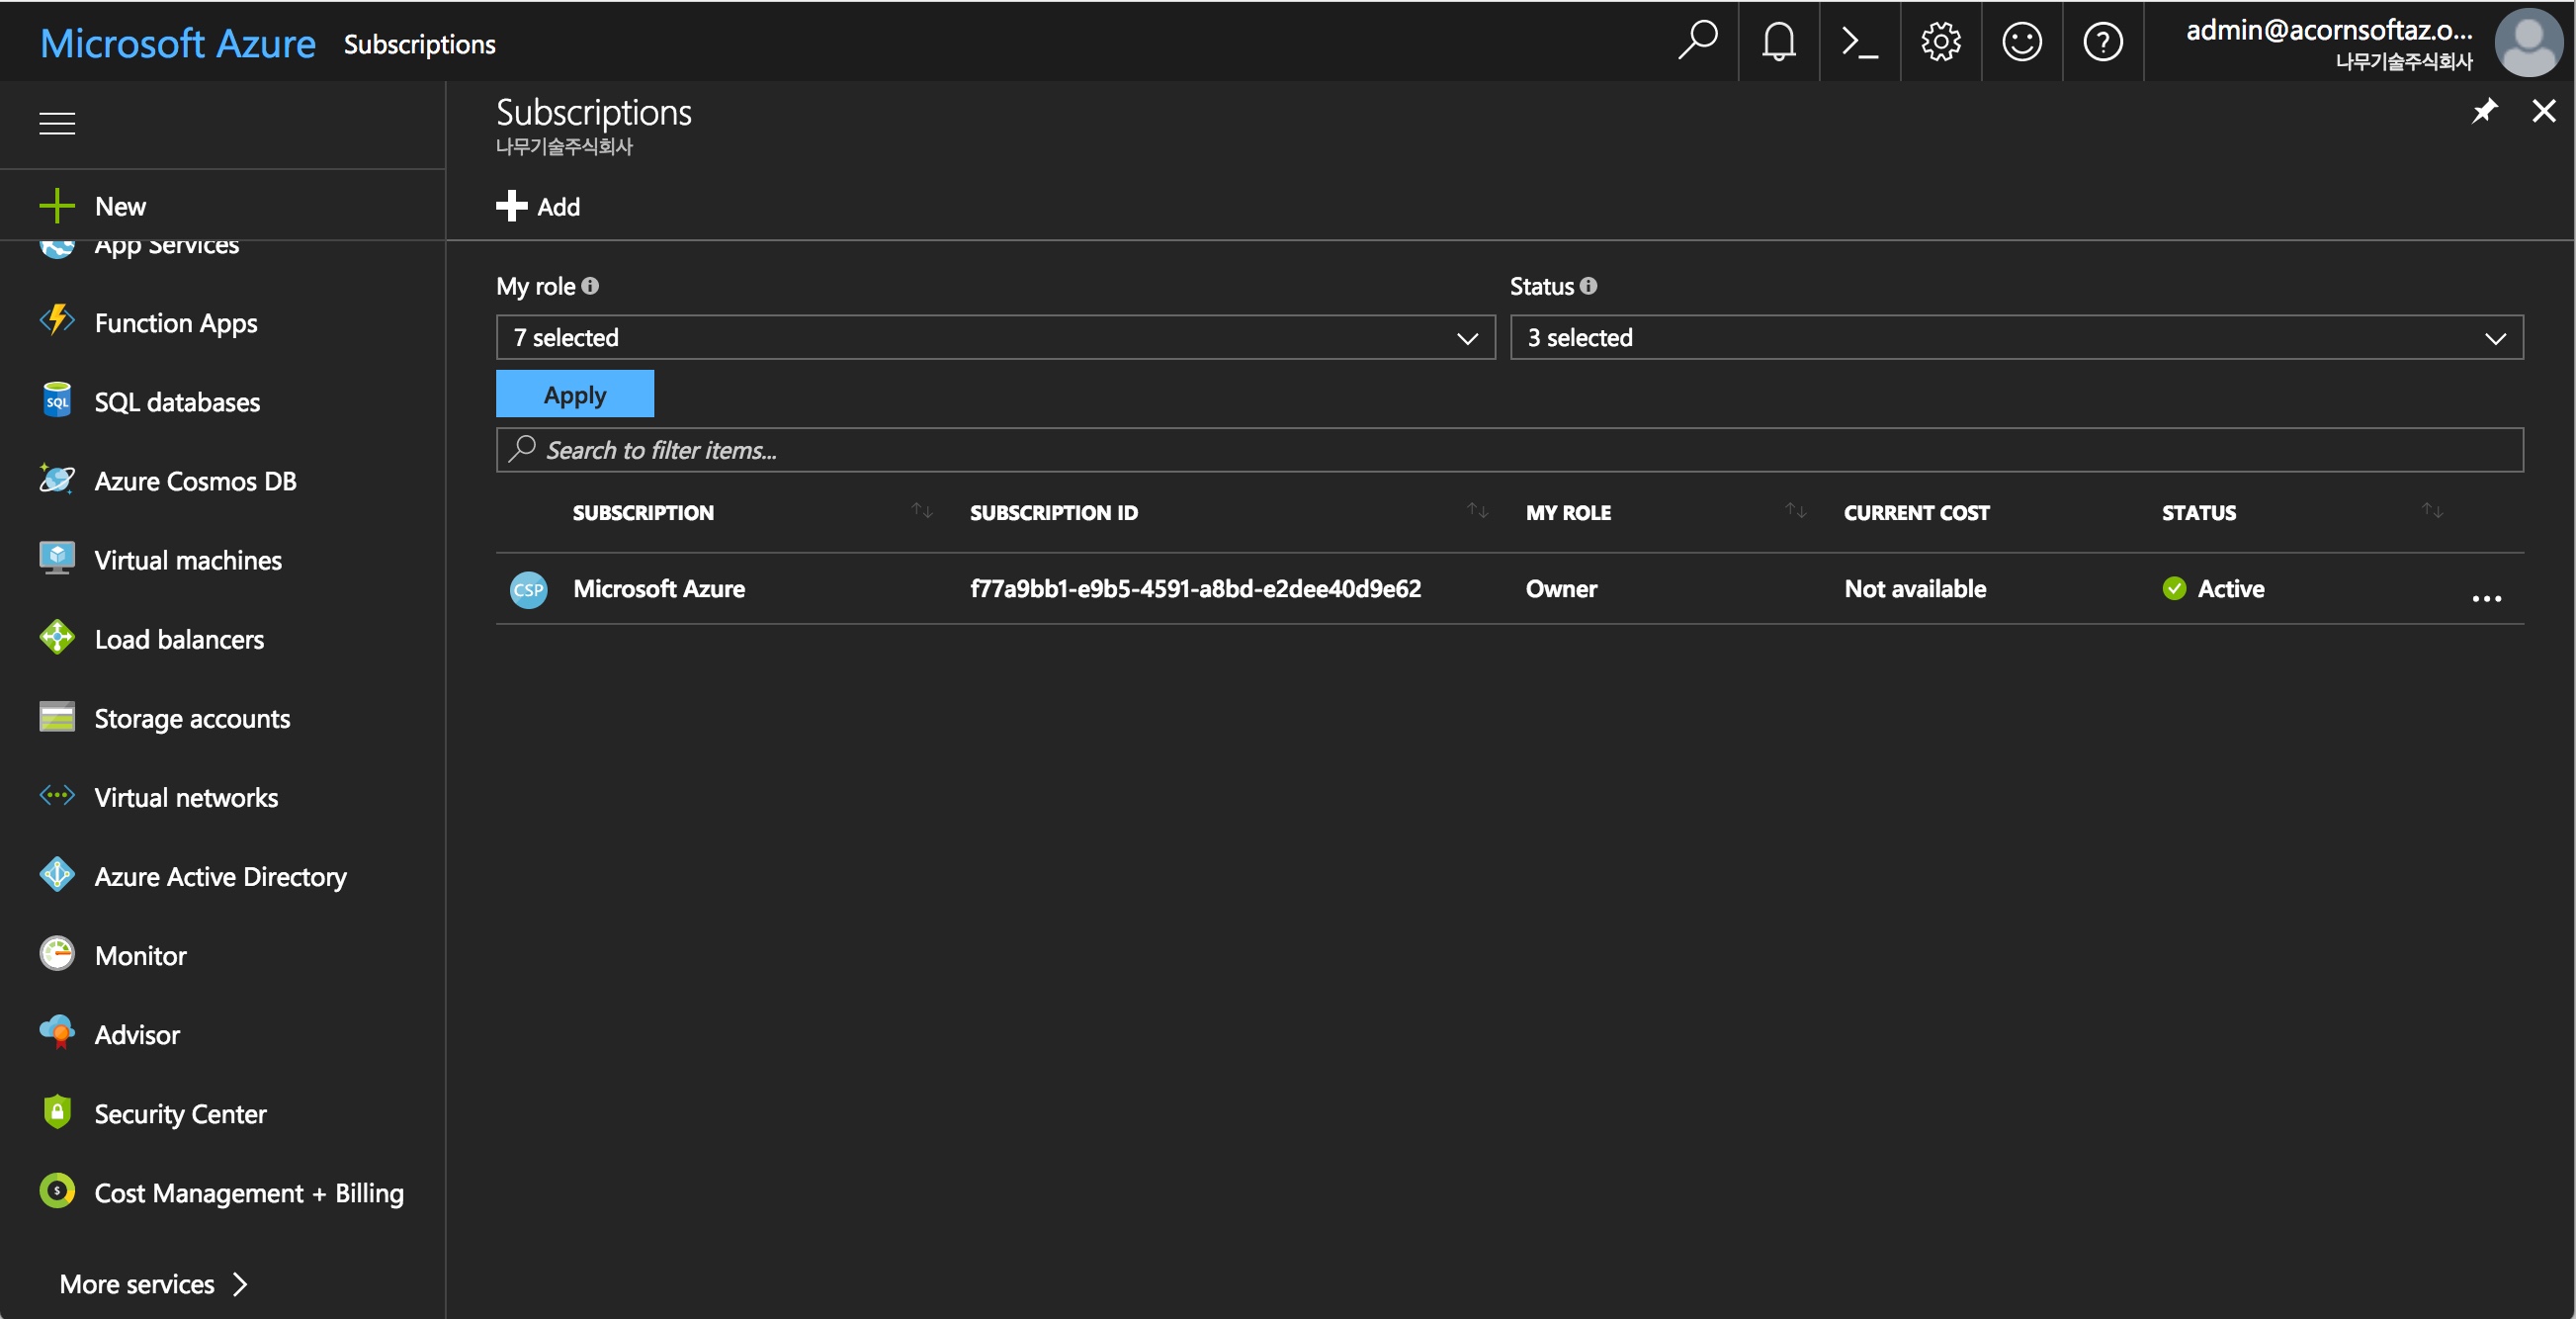 Microsoft Azure Subscriptions
admin@acornsoftaz.o...
나무기술주식회사
Subscriptions
나무기술주식회사
New
Add
App Services
Function Apps
SQL databases
Azure Cosmos DB
Virtual machines
Load balancers
Storage accounts
Virtual networks
Azure Active Directory
Monitor
Advisor
Security Center
Cost Management + Billing
More services
My role
Status
7 selected
3 selected
Apply
Search to filter items...
SUBSCRIPTION SUBSCRIPTION ID MY ROLE CURRENT COST STATUS
CSP Microsoft Azure f77a9bb1-e9b5-4591-a8bd-e2dee40d9e62 Owner Not available Active ...